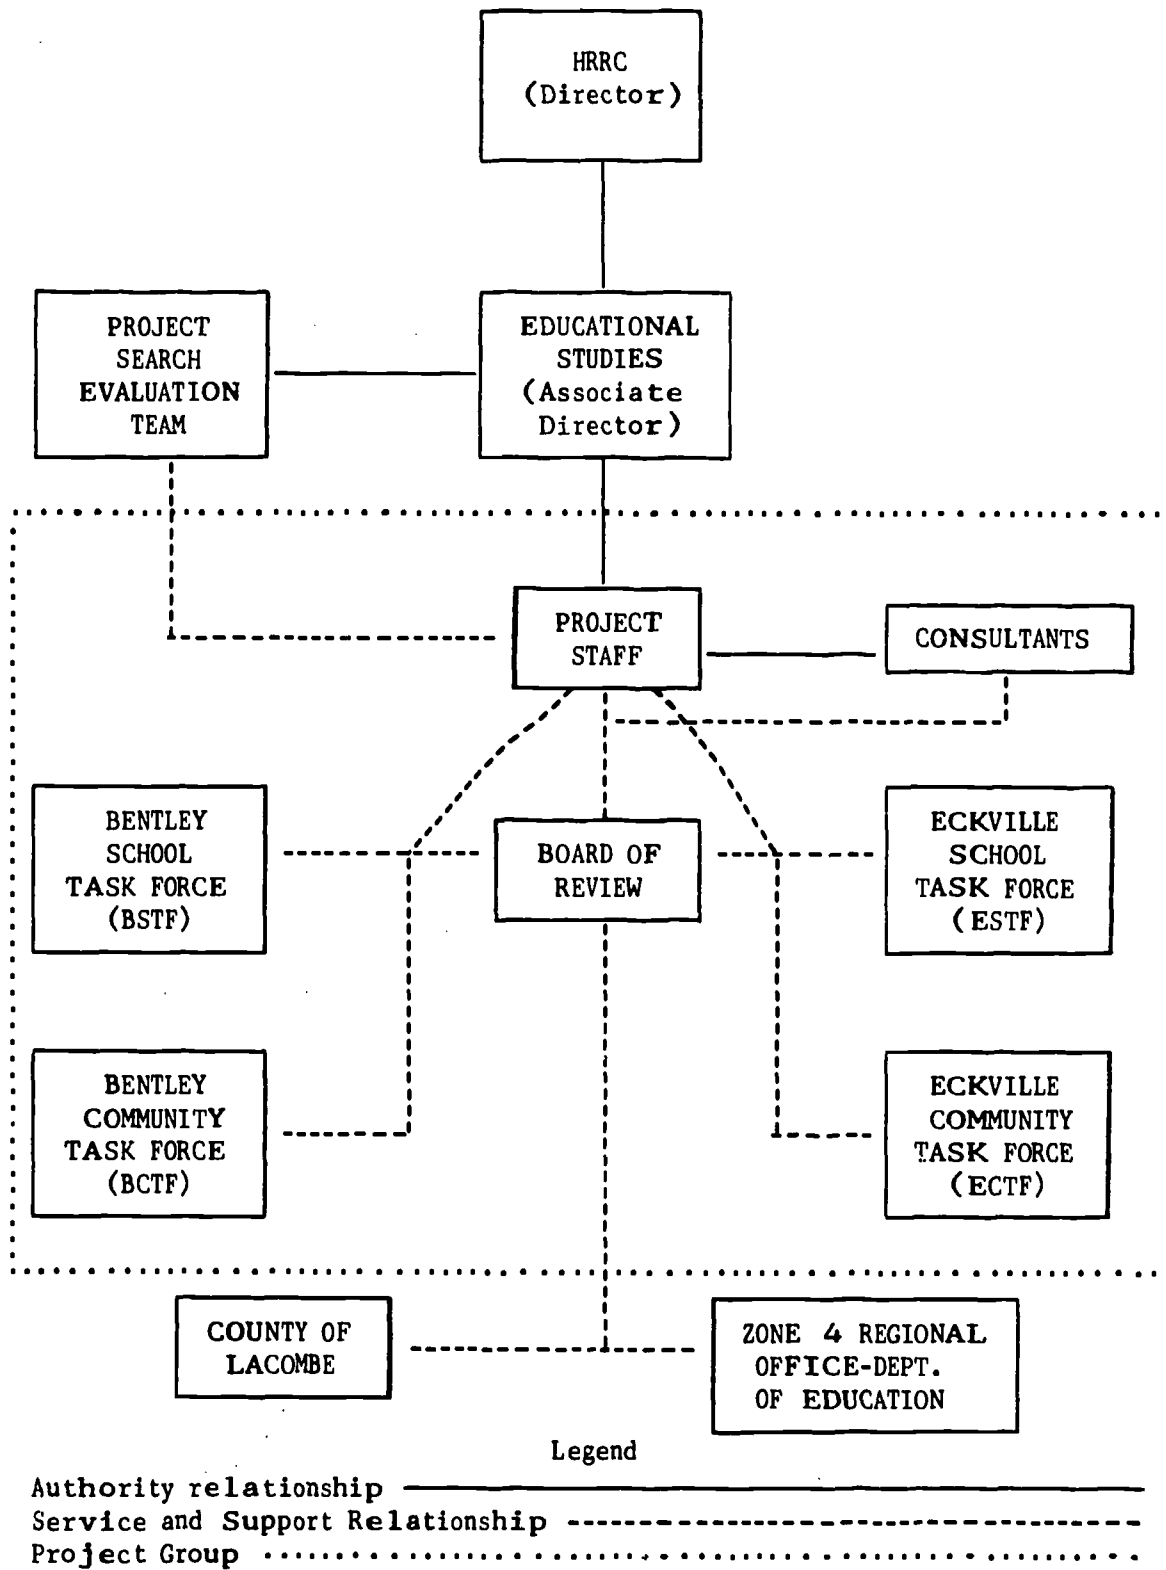 HRRC
(Director)
PROJECT
SEARCH
EVALUATION
TEAM
EDUCATIONAL
STUDIES
(Associate
Director)
PROJECT
STAFF
CONSULTANTS
BENTLEY
SCHOOL
TASK FORCE
(BSTF)
BOARD OF
REVIEW
ECKVILLE
SCHOOL
TASK FORCE
(ESTF)
BENTLEY
COMMUNITY
TASK FORCE
(BCTF)
ECKVILLE
COMMUNITY
TASK FORCE
(ECTF)
COUNTY OF
LACOMBE
ZONE 4 REGIONAL
OFFICE-DEPT.
OF EDUCATION
Legend
Authority relationship
Service and Support Relationship
Project Group